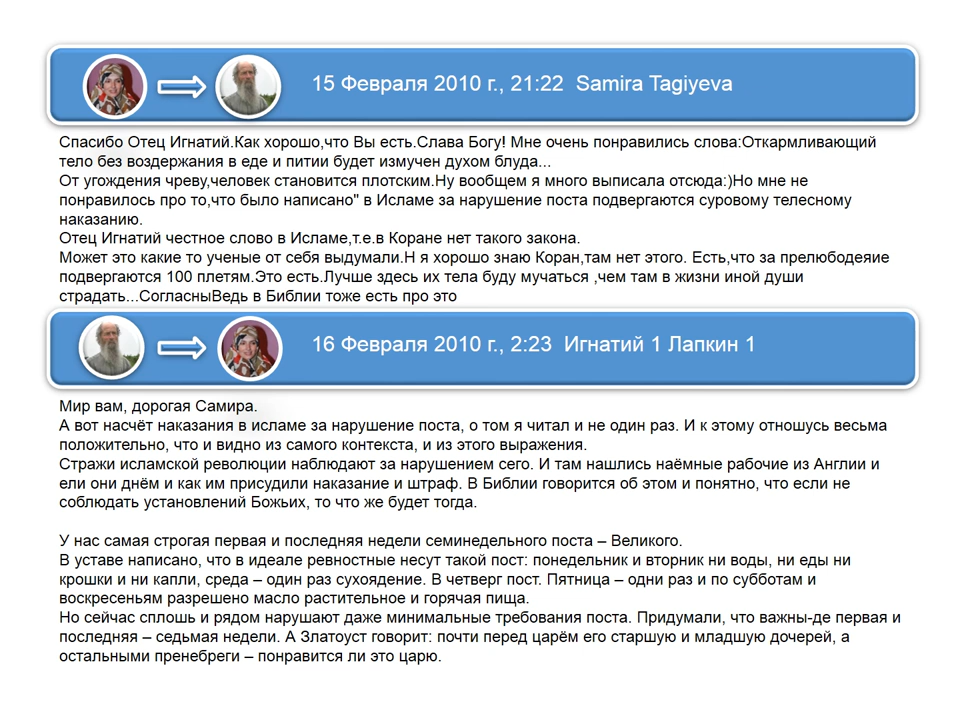 15 Февраля 2010 г., 21:22  Samira Tagiyeva
Спасибо Отец Игнатий.Как хорошо,что Вы есть.Слава Богу! Мне очень понравились слова:Откармливающий
тело без воздержания в еде и питии будет измучен духом блуда...
От угождения чреву,человек становится плотским.Ну вообщем я много выписала отсюда:)Но мне не
понравилось про то,что было написано" в Исламе за нарушение поста подвергаются суровому телесному
наказанию.
Отец Игнатий честное слово в Исламе,т.е.в Коране нет такого закона.
Может это какие то ученые от себя выдумали.Н я хорошо знаю Коран,там нет этого. Есть,что за прелюбодеяие
подвергаются 100 плетям.Это есть.Лучше здесь их тела буду мучаться ,чем там в жизни иной души
страдать...СогласныВедь в Библии тоже есть про это
16 Февраля 2010 г., 2:23  Игнатий 1 Лапкин 1
Мир вам, дорогая Самира.
А вот насчёт наказания в исламе за нарушение поста, о том я читал и не один раз. И к этому отношусь весьма
положительно, что и видно из самого контекста, и из этого выражения.
Стражи исламской революции наблюдают за нарушением сего. И там нашлись наёмные рабочие из Англии и
ели они днём и как им присудили наказание и штраф. В Библии говорится об этом и понятно, что если не
соблюдать установлений Божьих, то что же будет тогда.
У нас самая строгая первая и последняя недели семинедельного поста – Великого.
В уставе написано, что в идеале ревностные несут такой пост: понедельник и вторник ни воды, ни еды ни
крошки и ни капли, среда – один раз сухоядение. В четверг пост. Пятница – одни раз и по субботам и
воскресеньям разрешено масло растительное и горячая пища.
Но сейчас сплошь и рядом нарушают даже минимальные требования поста. Придумали, что важны-де первая и
последняя – седьмая недели. А Златоуст говорит: почти перед царём его старшую и младшую дочерей, а
остальными пренебреги – понравится ли это царю.